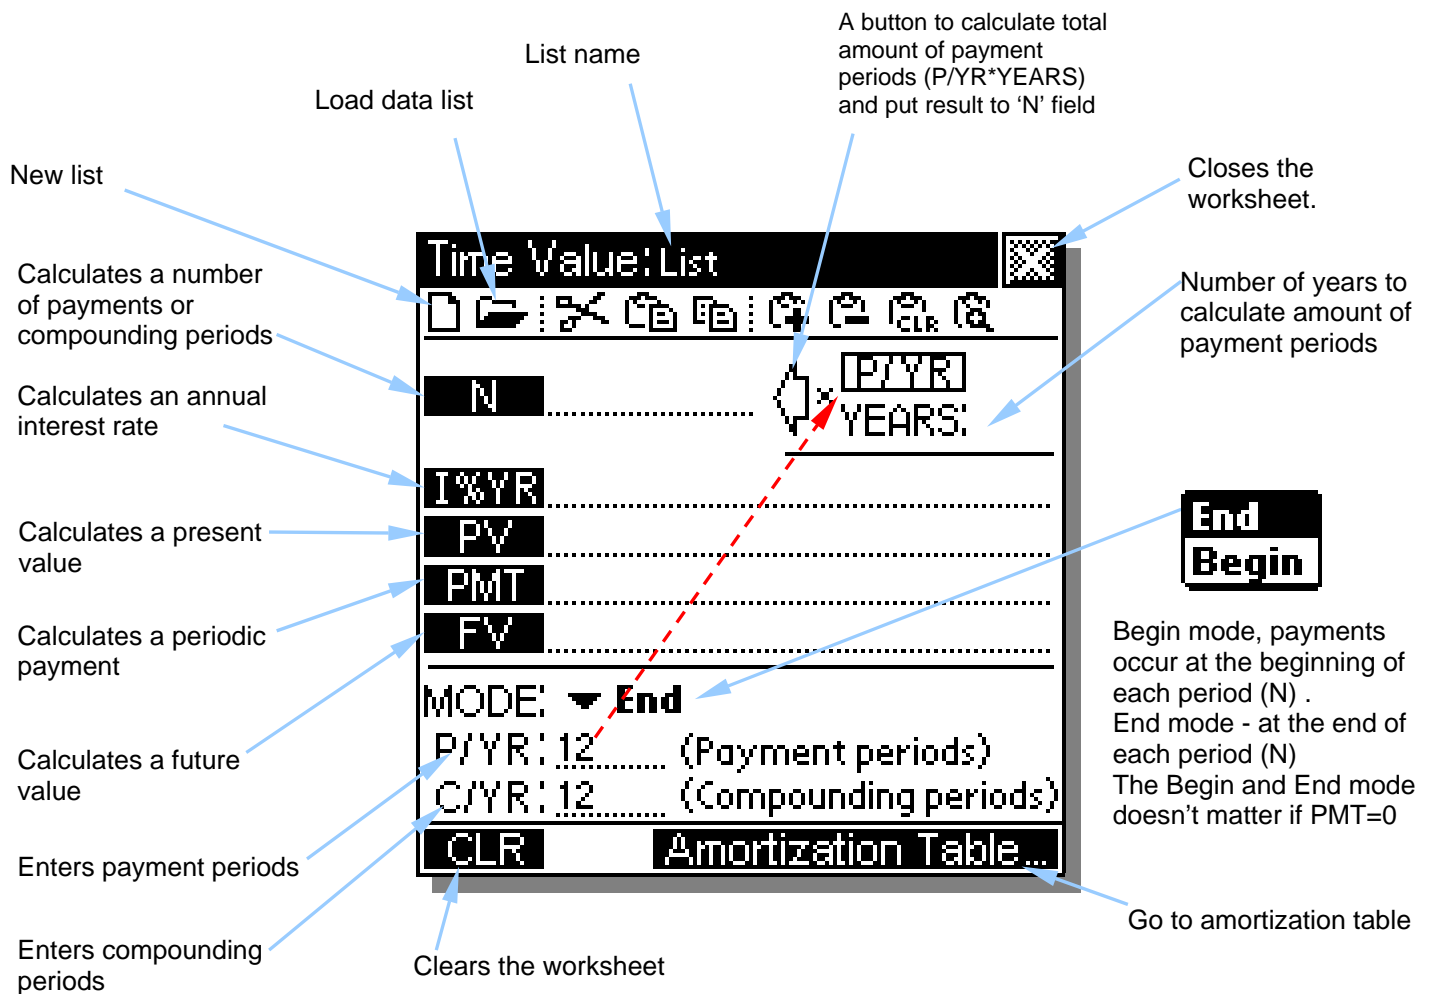 A button to calculate total
amount of payment
periods (P/YR*YEARS)
and put result to ‘N’ field
List name
Load data list
New list
Closes the
worksheet.
Calculates a number
of payments or
compounding periods
Calculates an annual
interest rate
Calculates a present
value
Calculates a periodic
payment
Calculates a future
value
Enters payment periods
Enters compounding
periods
Time Value: List
CLR
N
P/YR
× YEARS:
I%YR
PV
PMT
FV
MODE: End
P/YR: 12 (Payment periods)
C/YR: 12 (Compounding periods)
CLR Amortization Table...
Number of years to
calculate amount of
payment periods
End
Begin
Begin mode, payments
occur at the beginning of
each period (N) .
End mode - at the end of
each period (N)
The Begin and End mode
doesn’t matter if PMT=0
Go to amortization table
Clears the worksheet